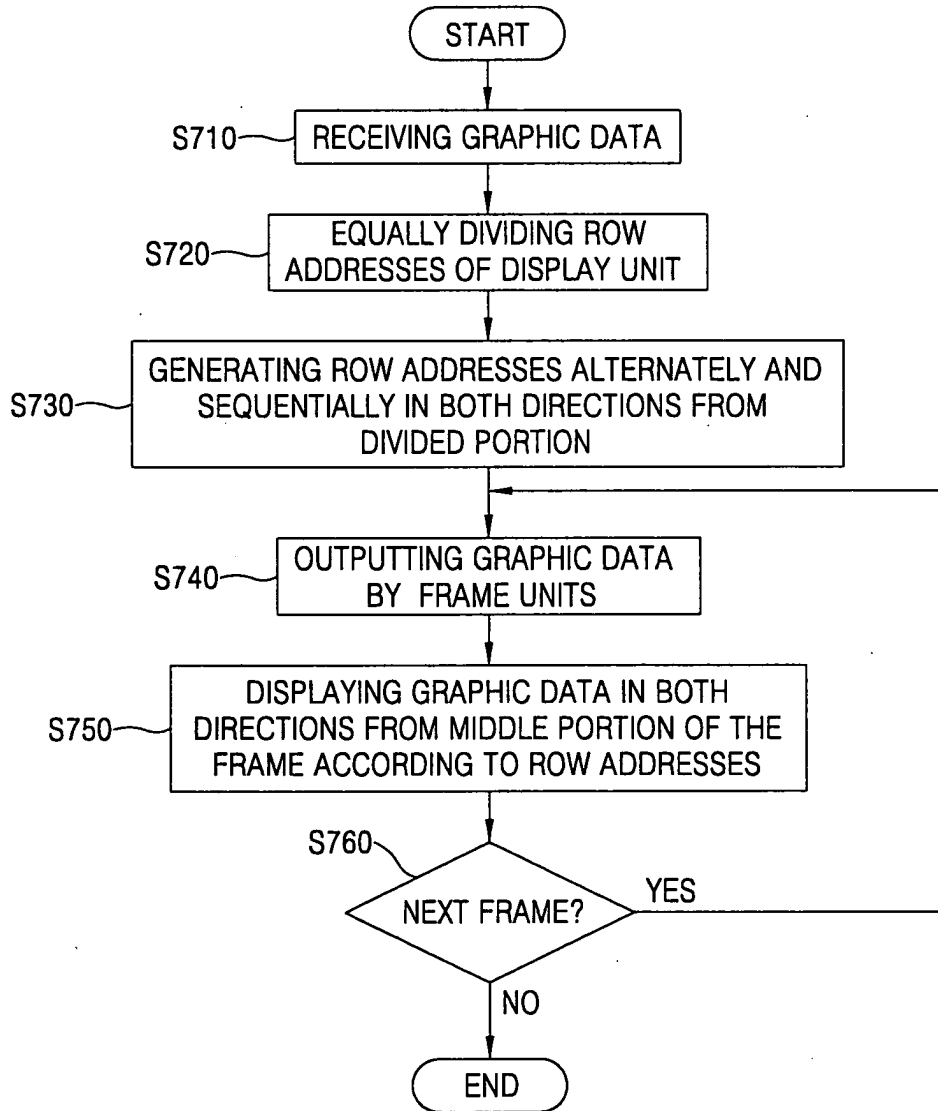 START
S710
RECEIVING GRAPHIC DATA
S720
EQUALLY DIVIDING ROW
ADDRESSES OF DISPLAY UNIT
S730
GENERATING ROW ADDRESSES ALTERNATELY AND
SEQUENTIALLY IN BOTH DIRECTIONS FROM
DIVIDED PORTION
S740
OUTPUTTING GRAPHIC DATA
BY FRAME UNITS
S750
DISPLAYING GRAPHIC DATA IN BOTH
DIRECTIONS FROM MIDDLE PORTION OF THE
FRAME ACCORDING TO ROW ADDRESSES
S760
NEXT FRAME?
YES
NO
END